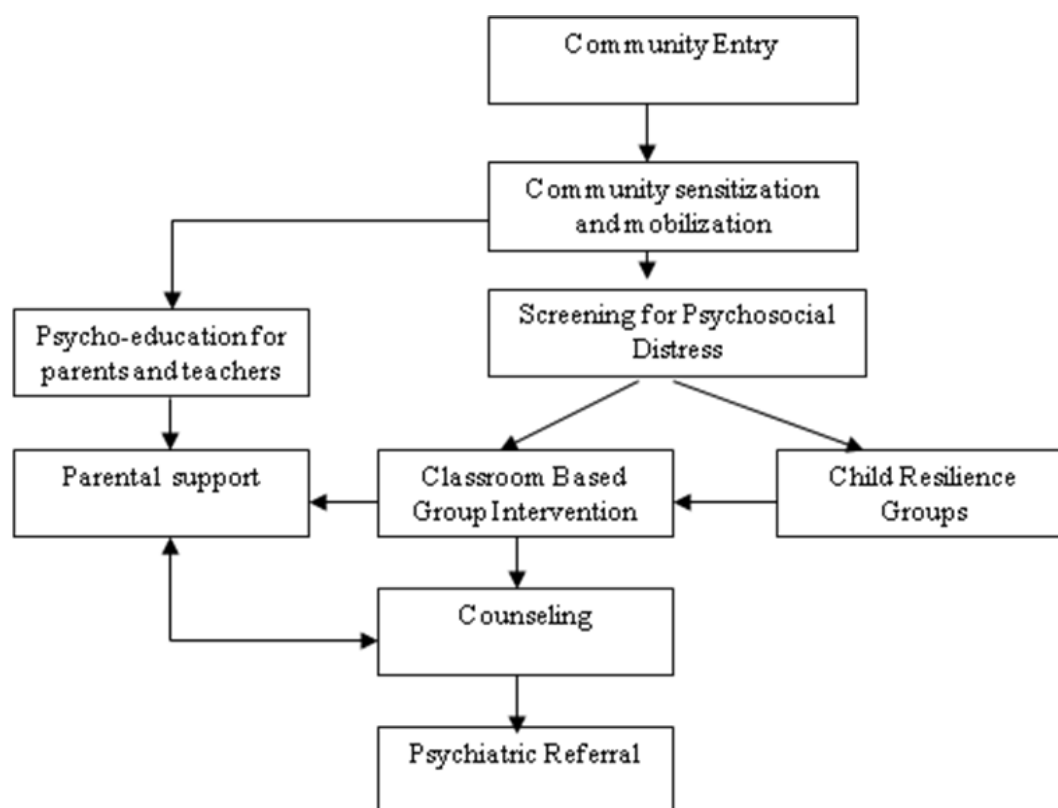 Community Entry
Community sensitization
and mobilization
Screening for Psychosocial
Distress
Psycho-education for
parents and teachers
Parental support
Classroom Based
Group Intervention
Child Resilience
Groups
Counseling
Psychiatric Referral